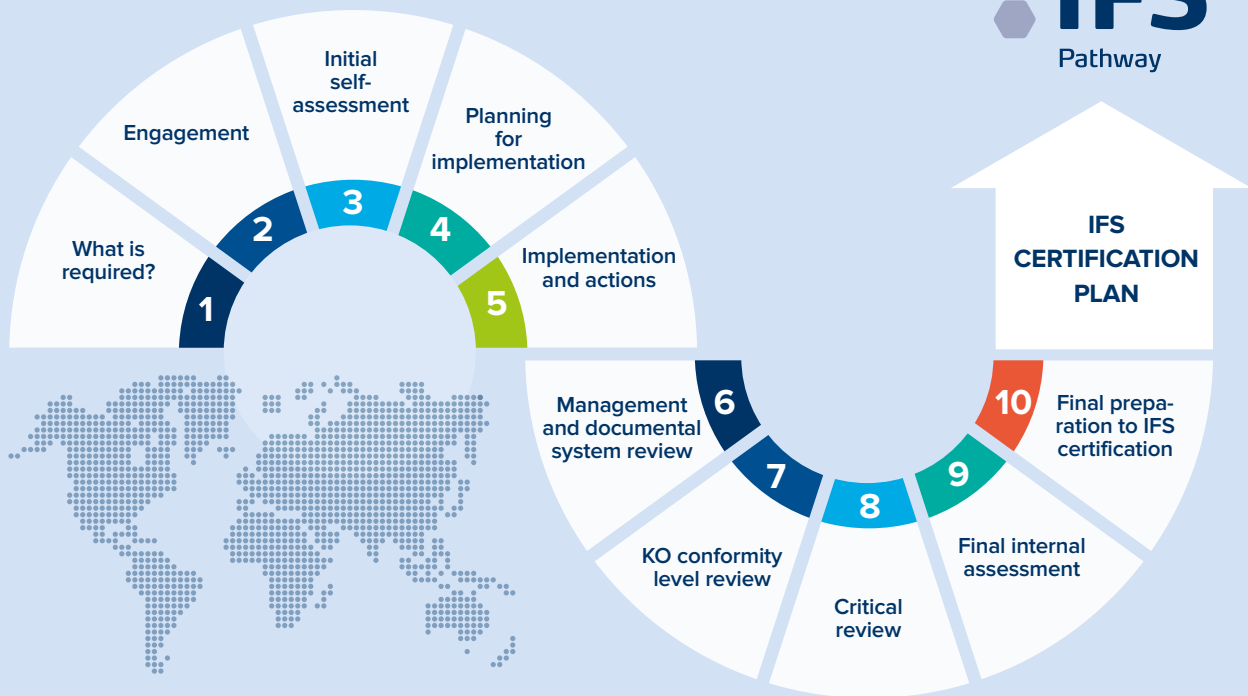 IFS
Pathway
What is
required?
1
Engagement
2
Initial
self-
assessment
3
Planning
for
implementation
4
Implementation
and actions
5
Management
and documental
system review
6
KO conformity
level review
7
Critical
review
8
Final internal
assessment
9
Final prepa-
ration to IFS
certification
10
IFS
CERTIFICATION
PLAN